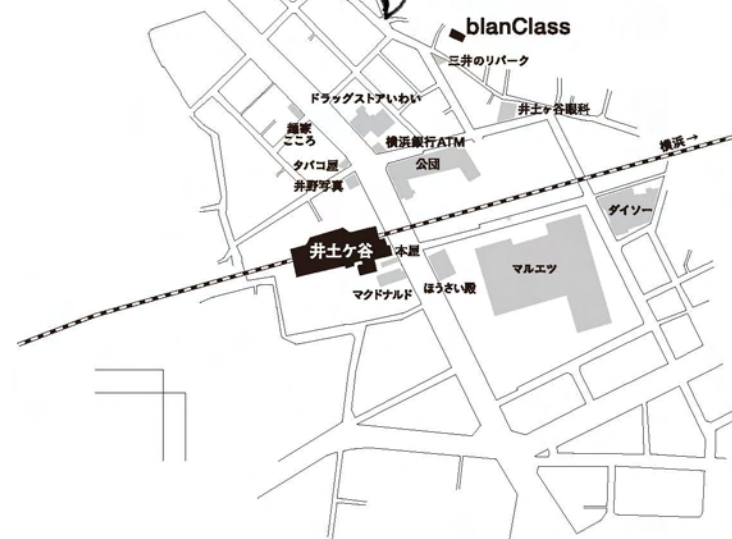 blanClass
三井のリパーク
ドラッグストアいわい
井土ヶ谷眼科
麺家
こころ
横浜銀行ATM
横浜→
タバコ屋
公団
井野写真
ダイソー
井土ケ谷
本屋
マルエツ
マクドナルド
ほうさい殿